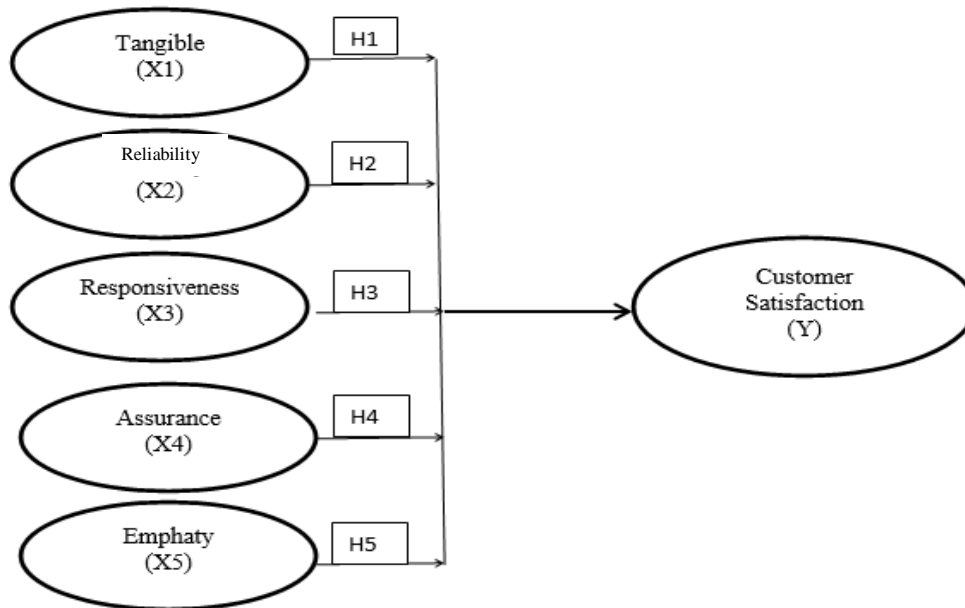 Tangible
(X1)
H1
Reliability
(X2)
H2
Responsiveness
(X3)
H3
Assurance
(X4)
H4
Emphaty
(X5)
H5
Customer
Satisfaction
(Y)